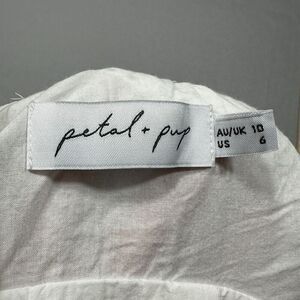 petal + pup
AU/UK 10
US 6